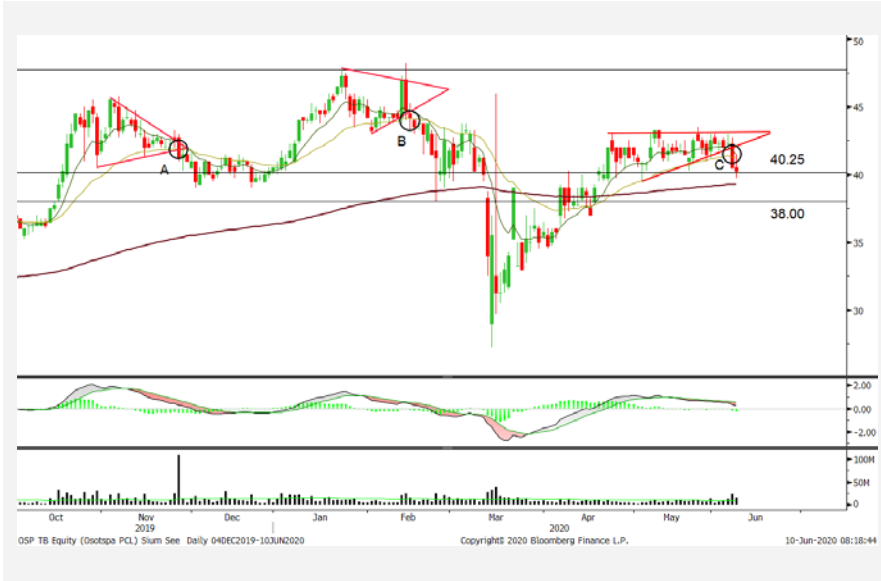 50
45
B
A
C
40.25
40
38.00
35
30
2.00
0.00
-2.00
100M
50M
0
Oct Nov Dec Jan Feb Mar Apr May Jun
2019 2020
OSP TB Equity (Osotspa PCL) Sium See Daily 04DEC2019-10JUN2020 Copyright© 2020 Bloomberg Finance L.P. 10-Jun-2020 08:18:44